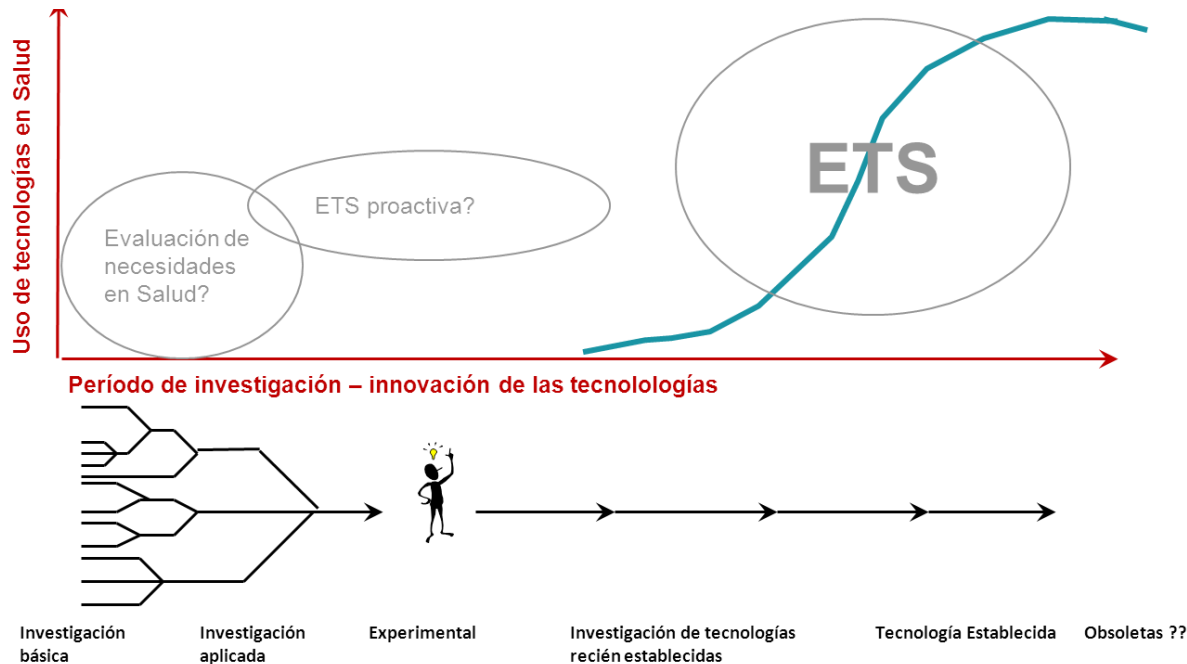 Uso de tecnologías en Salud
Evaluación de
necesidades
en Salud?
ETS proactiva?
ETS
Período de investigación – innovación de las tecnolologías
Investigación
básica
Investigación
aplicada
Experimental
Investigación de tecnologías
recién establecidas
Tecnología Establecida
Obsoletas ??